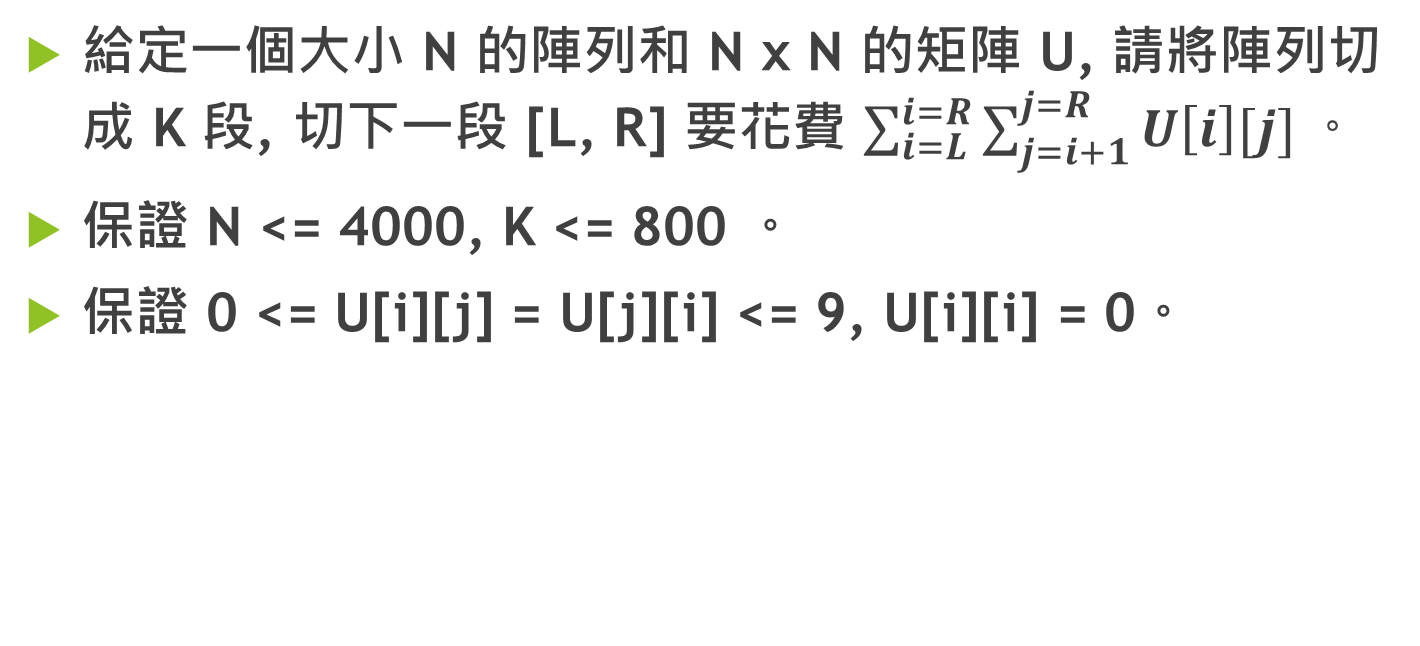 給定一個大小 N 的陣列和 N x N 的矩陣 U, 請將陣列切
成 K 段, 切下一段 [L, R] 要花費 ∑_{i=L}^{i=R} ∑_{j=i+1}^{j=R} U[i][j] 。
保證 N <= 4000, K <= 800 。
保證 0 <= U[i][j] = U[j][i] <= 9, U[i][i] = 0。